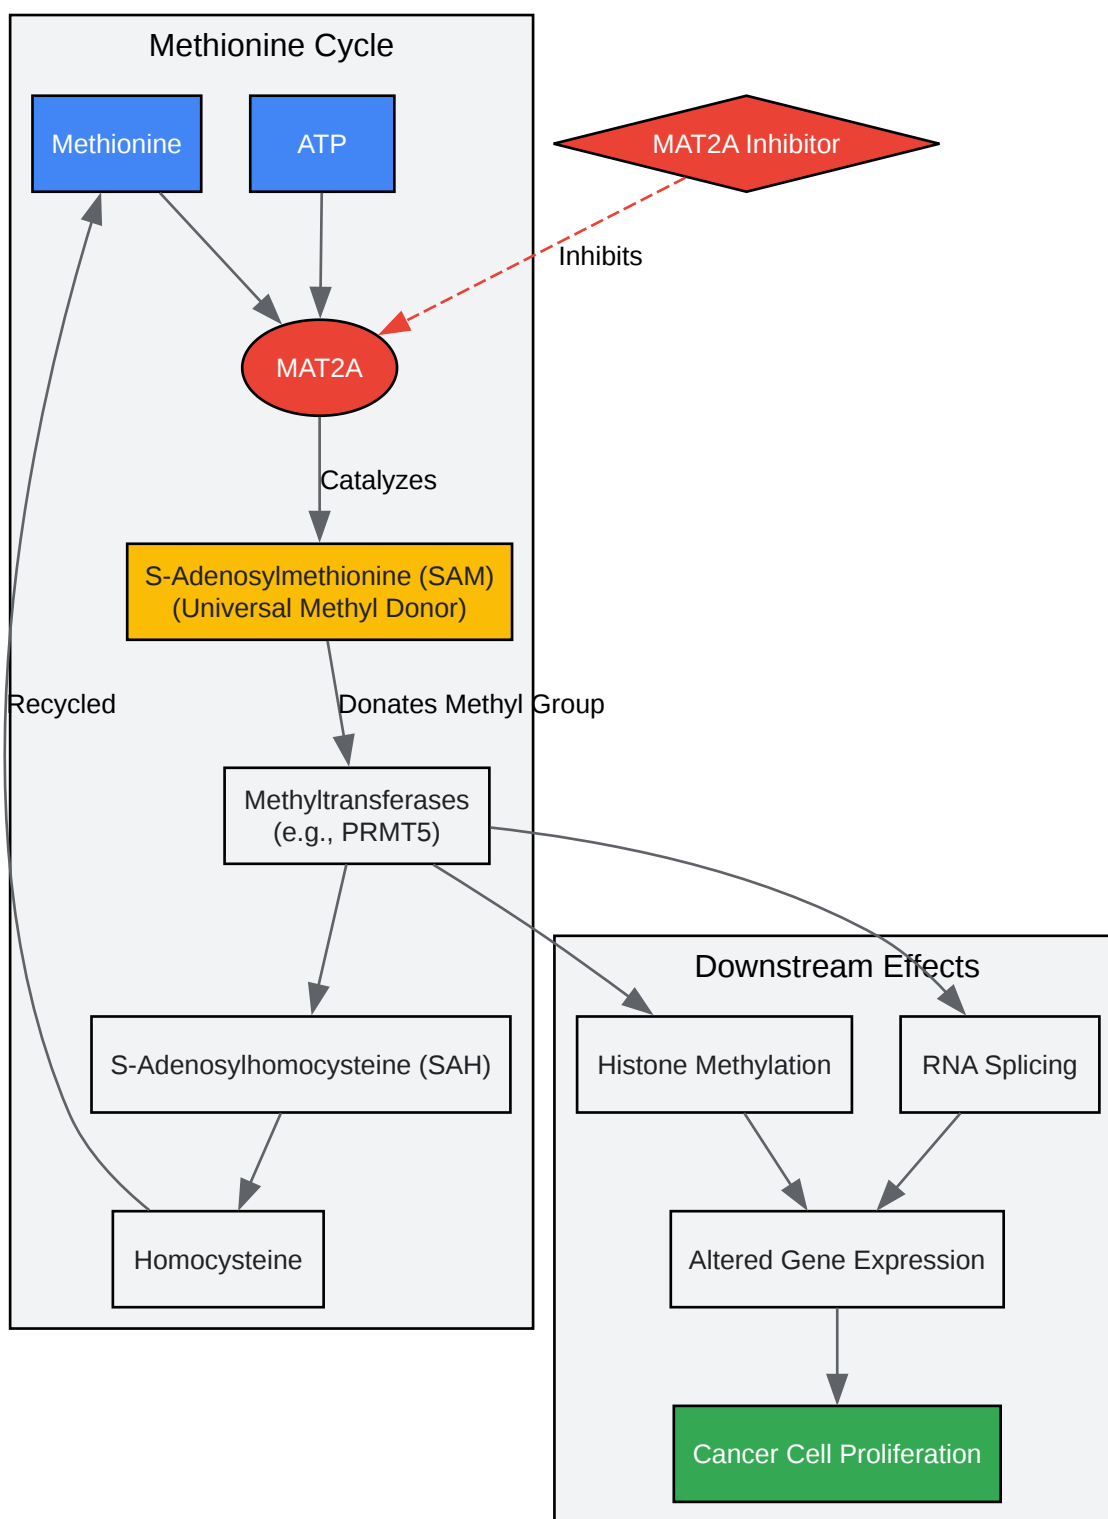 Methionine Cycle
Methionine
ATP
MAT2A Inhibitor
Inhibits
MAT2A
Catalyzes
S-Adenosylmethionine (SAM)
(Universal Methyl Donor)
Recycled
Donates Methyl Group
Methyltransferases
(e.g., PRMT5)
Downstream Effects
S-Adenosylhomocysteine (SAH)
Histone Methylation
RNA Splicing
Homocysteine
Altered Gene Expression
Cancer Cell Proliferation